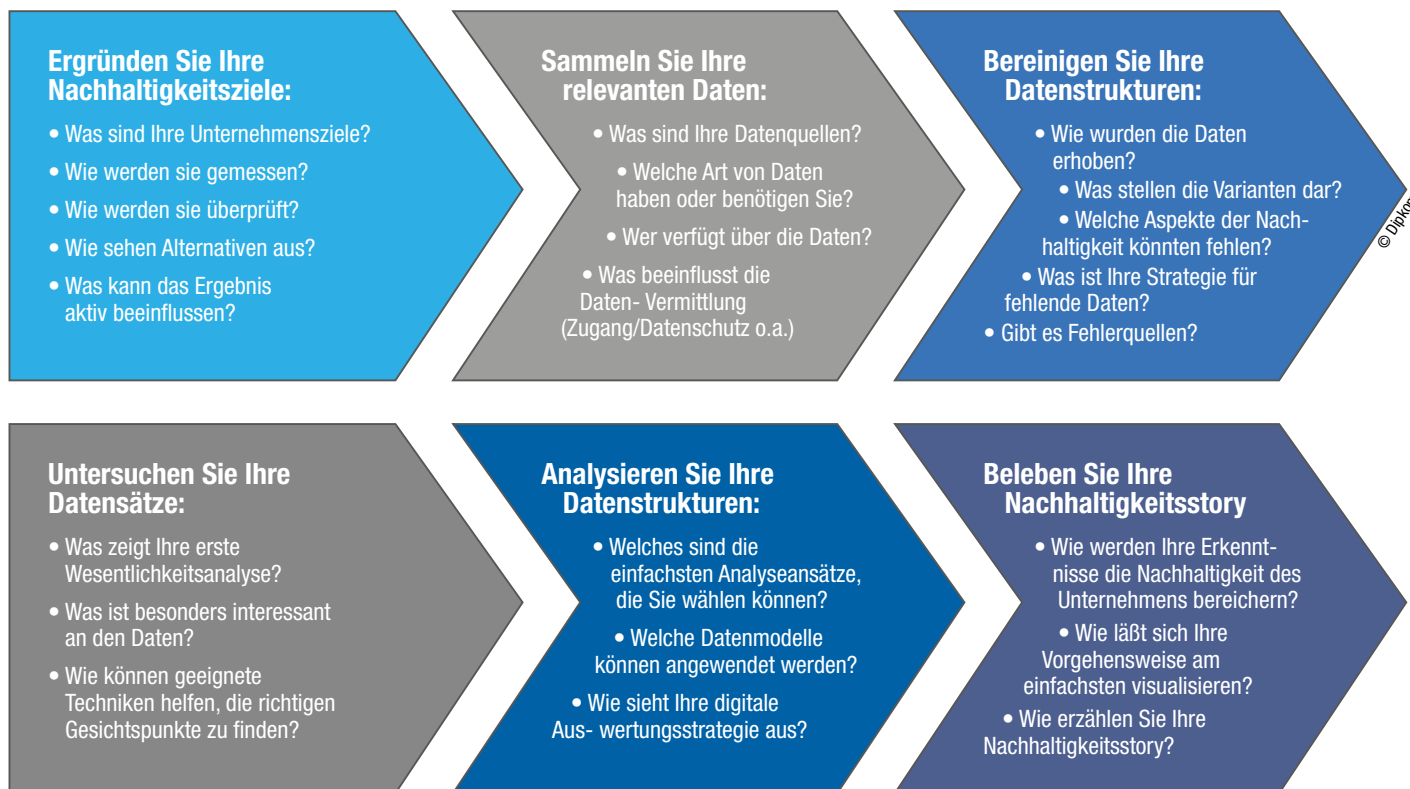 Ergründen Sie Ihre
Nachhaltigkeitsziele:
• Was sind Ihre Unternehmensziele?
• Wie werden sie gemessen?
• Wie werden sie überprüft?
• Wie sehen Alternativen aus?
• Was kann das Ergebnis
aktiv beeinflussen?
Sammeln Sie Ihre
relevanten Daten:
• Was sind Ihre Datenquellen?
• Welche Art von Daten
haben oder benötigen Sie?
• Wer verfügt über die Daten?
• Was beeinflusst die
Daten- Vermittlung
(Zugang/Datenschutz o.a.)
Bereinigen Sie Ihre
Datenstrukturen:
• Wie wurden die Daten
erhoben?
• Was stellen die Varianten dar?
• Welche Aspekte der Nach-
haltigkeit könnten fehlen?
• Was ist Ihre Strategie für
fehlende Daten?
• Gibt es Fehlerquellen?
©
Untersuchen Sie Ihre
Datensätze:
• Was zeigt Ihre erste
Wesentlichkeitsanalyse?
• Was ist besonders interessant
an den Daten?
• Wie können geeignete
Techniken helfen, die richtigen
Gesichtspunkte zu finden?
Analysieren Sie Ihre
Datenstrukturen:
• Welches sind die
einfachsten Analyseansätze,
die Sie wählen können?
• Welche Datenmodelle
können angewendet werden?
• Wie sieht Ihre digitale
Aus- wertungsstrategie aus?
Beleben Sie Ihre
Nachhaltigkeitsstory
• Wie werden Ihre Erkennt-
nisse die Nachhaltigkeit des
Unternehmens bereichern?
• Wie läßt sich Ihre
Vorgehensweise am
einfachsten visualisieren?
• Wie erzählen Sie Ihre
Nachhaltigkeitsstory?